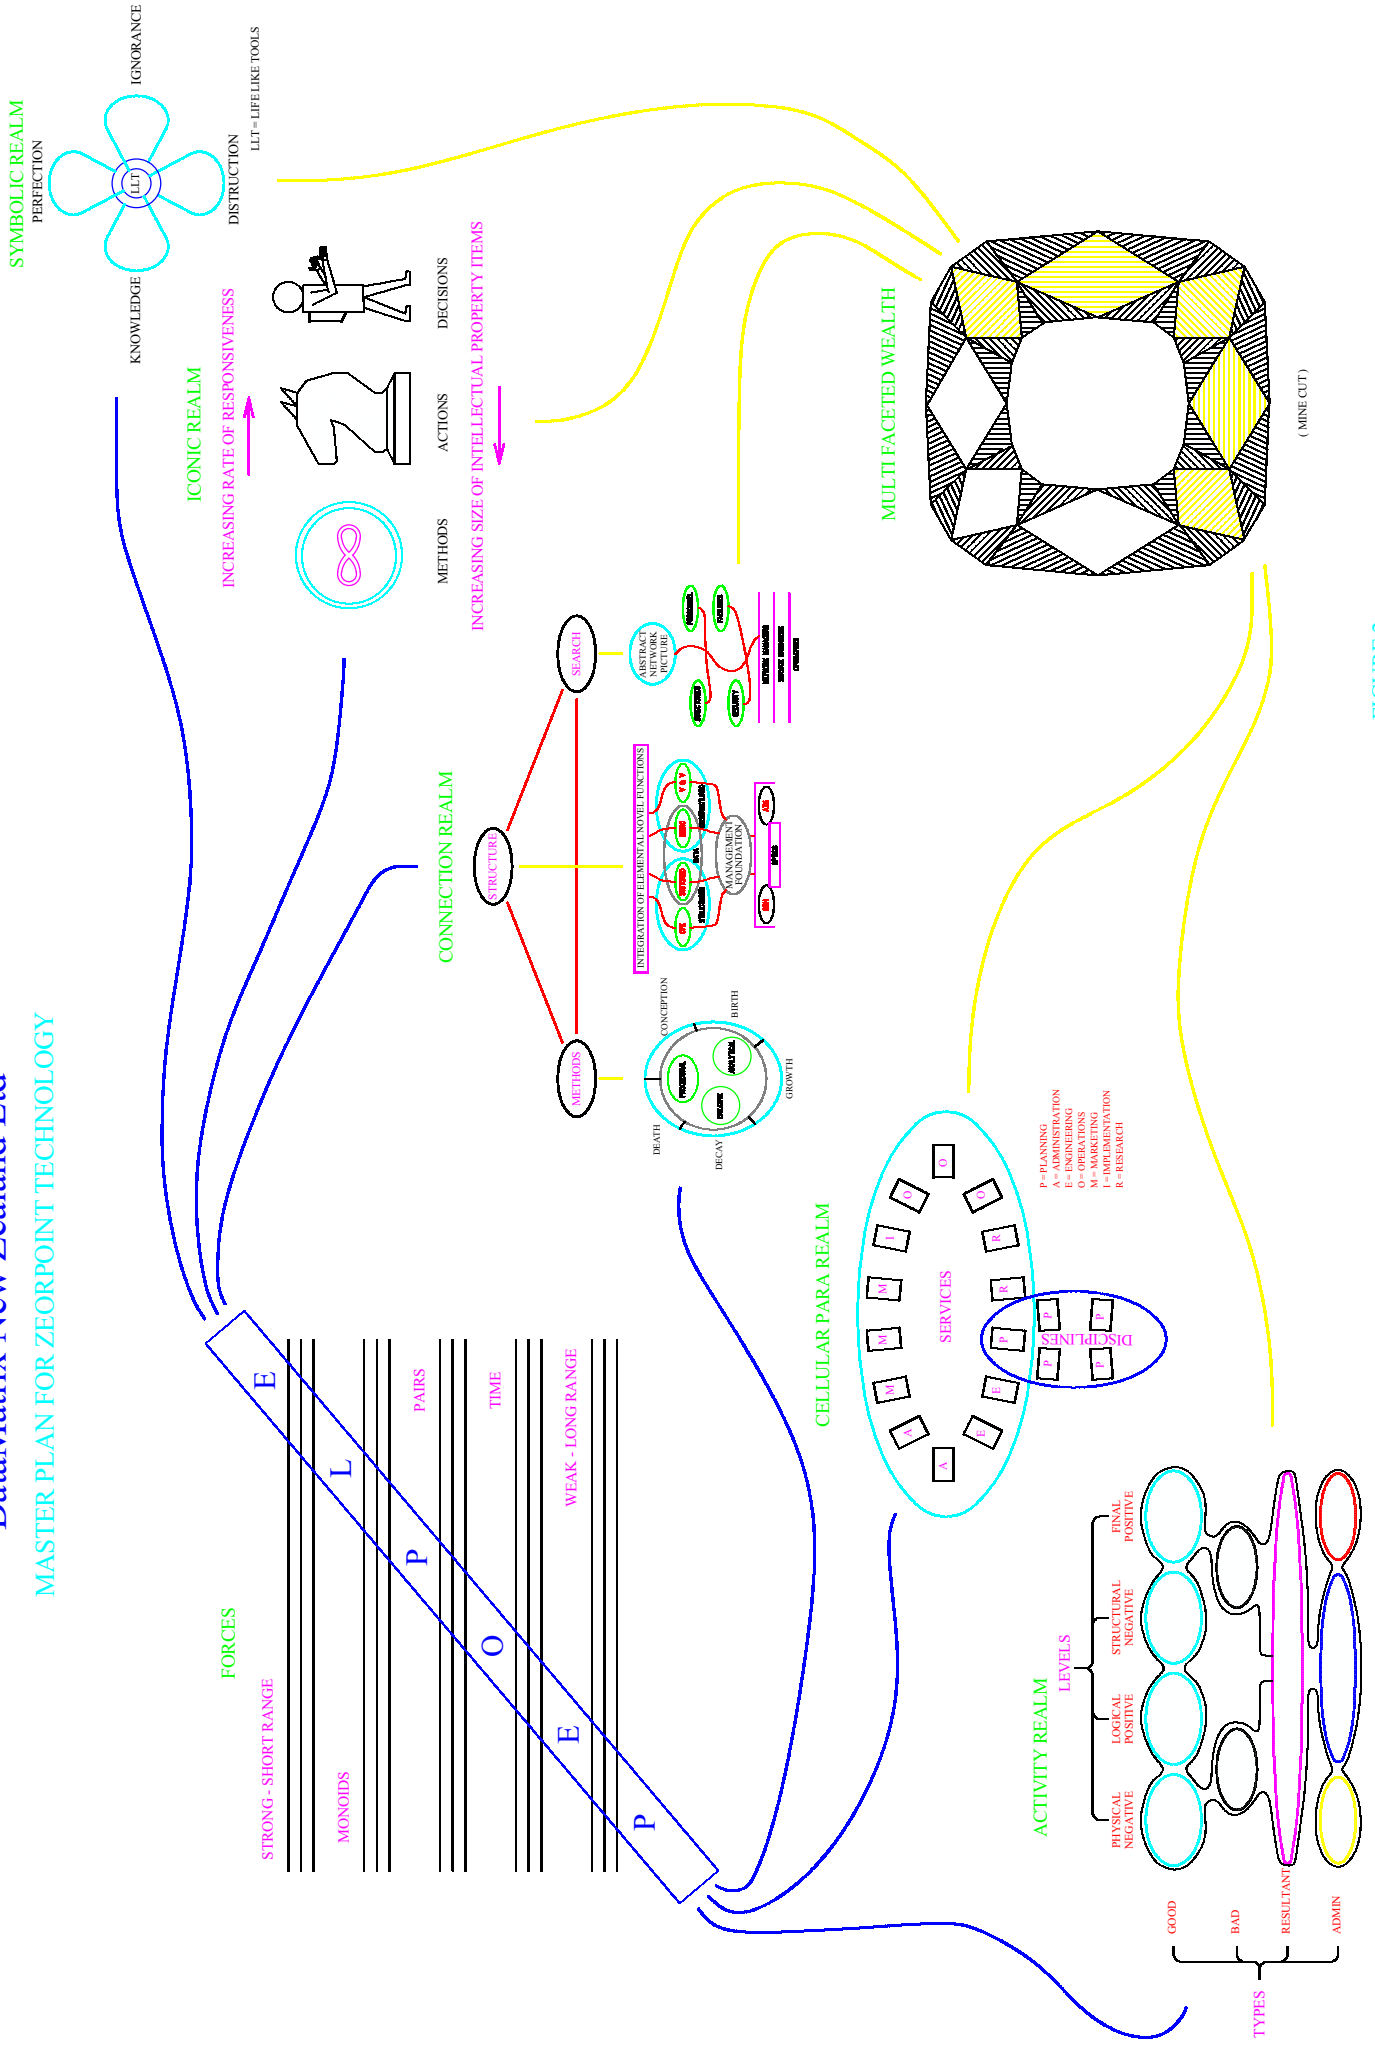 DataMatrix New Zealand Ltd
MASTER PLAN FOR ZEORPOINT TECHNOLOGY
SYMBOLIC REALM
PERFECTION
KNOWLEDGE
LLT
IGNORANCE
DISTRUCTION
LLT = LIFE LIKE TOOLS
ICONIC REALM
INCREASING RATE OF RESPONSIVENESS
METHODS
ACTIONS
DECISIONS
INCREASING SIZE OF INTELLECTUAL PROPERTY ITEMS
FORCES
STRONG - SHORT RANGE
MONOIDS
PAIRS
TIME
WEAK - LONG RANGE
P
E
O
P
L
E
CONNECTION REALM
STRUCTURE
METHODS
SEARCH
INTEGRATION OF ELEMENTAL NOVEL FUNCTIONS
MANAGEMENT
FOUNDATION
ABSTRACT
NETWORK
PICTURE
CONCEPTION
BIRTH
GROWTH
DECAY
DEATH
PROCEDURAL
ANALYTICAL
MULTI FACETED WEALTH
( MINE CUT )
CELLULAR PARA REALM
A
A
M
M
M
I
O
O
O
R
R
P
E
E
SERVICES
P
P
P
P
DISCIPLINES
P = PLANNING
A = ADMINISTRATION
E = ENGINEERING
O = OPERATIONS
M = MARKETING
I = IMPLEMENTATION
R = RESEARCH
ACTIVITY REALM
LEVELS
PHYSICAL
NEGATIVE
LOGICAL
POSITIVE
STRUCTURAL
NEGATIVE
FINAL
POSITIVE
TYPES
GOOD
BAD
RESULTANT
ADMIN